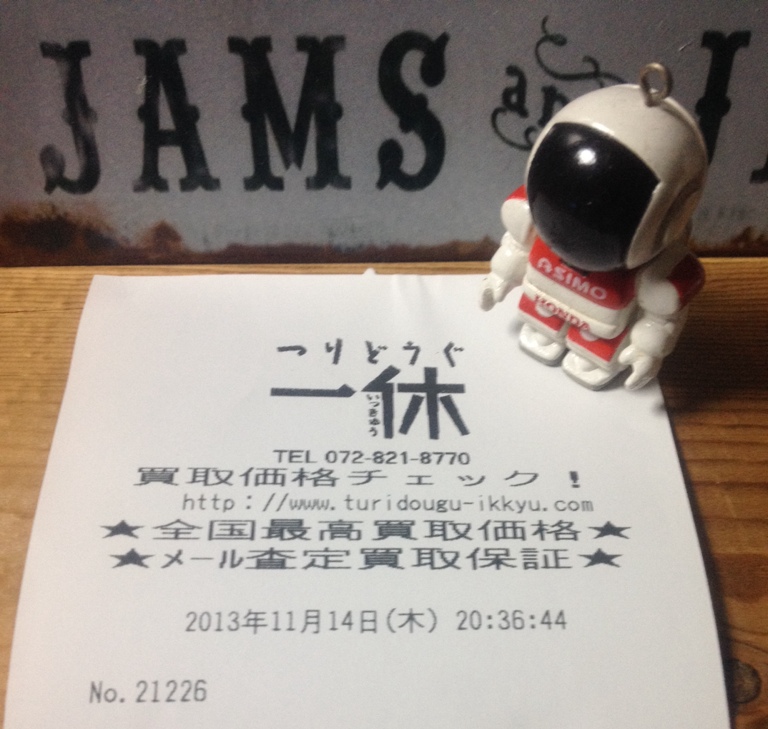 JAMS and
ASIMO
HONDA
つりどうぐ
一休
いっきゅう
TEL 072-821-8770
買取価格チェック!
http://www.turidougu-ikkyu.com
★全国最高買取価格★
★メール査定買取保証★
2013年11月14日(木) 20:36:44
No.21226